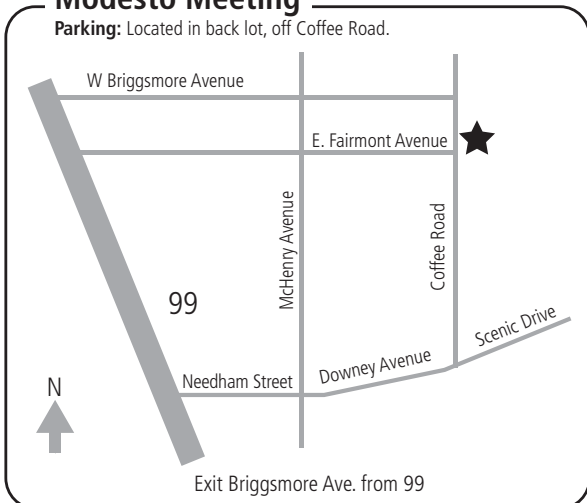 Modesto Meeting
Parking: Located in back lot, off Coffee Road.
W Briggsmore Avenue
E. Fairmont Avenue
McHenry Avenue
Coffee Road
99
Scenic Drive
Downey Avenue
Needham Street
N
Exit Briggsmore Ave. from 99